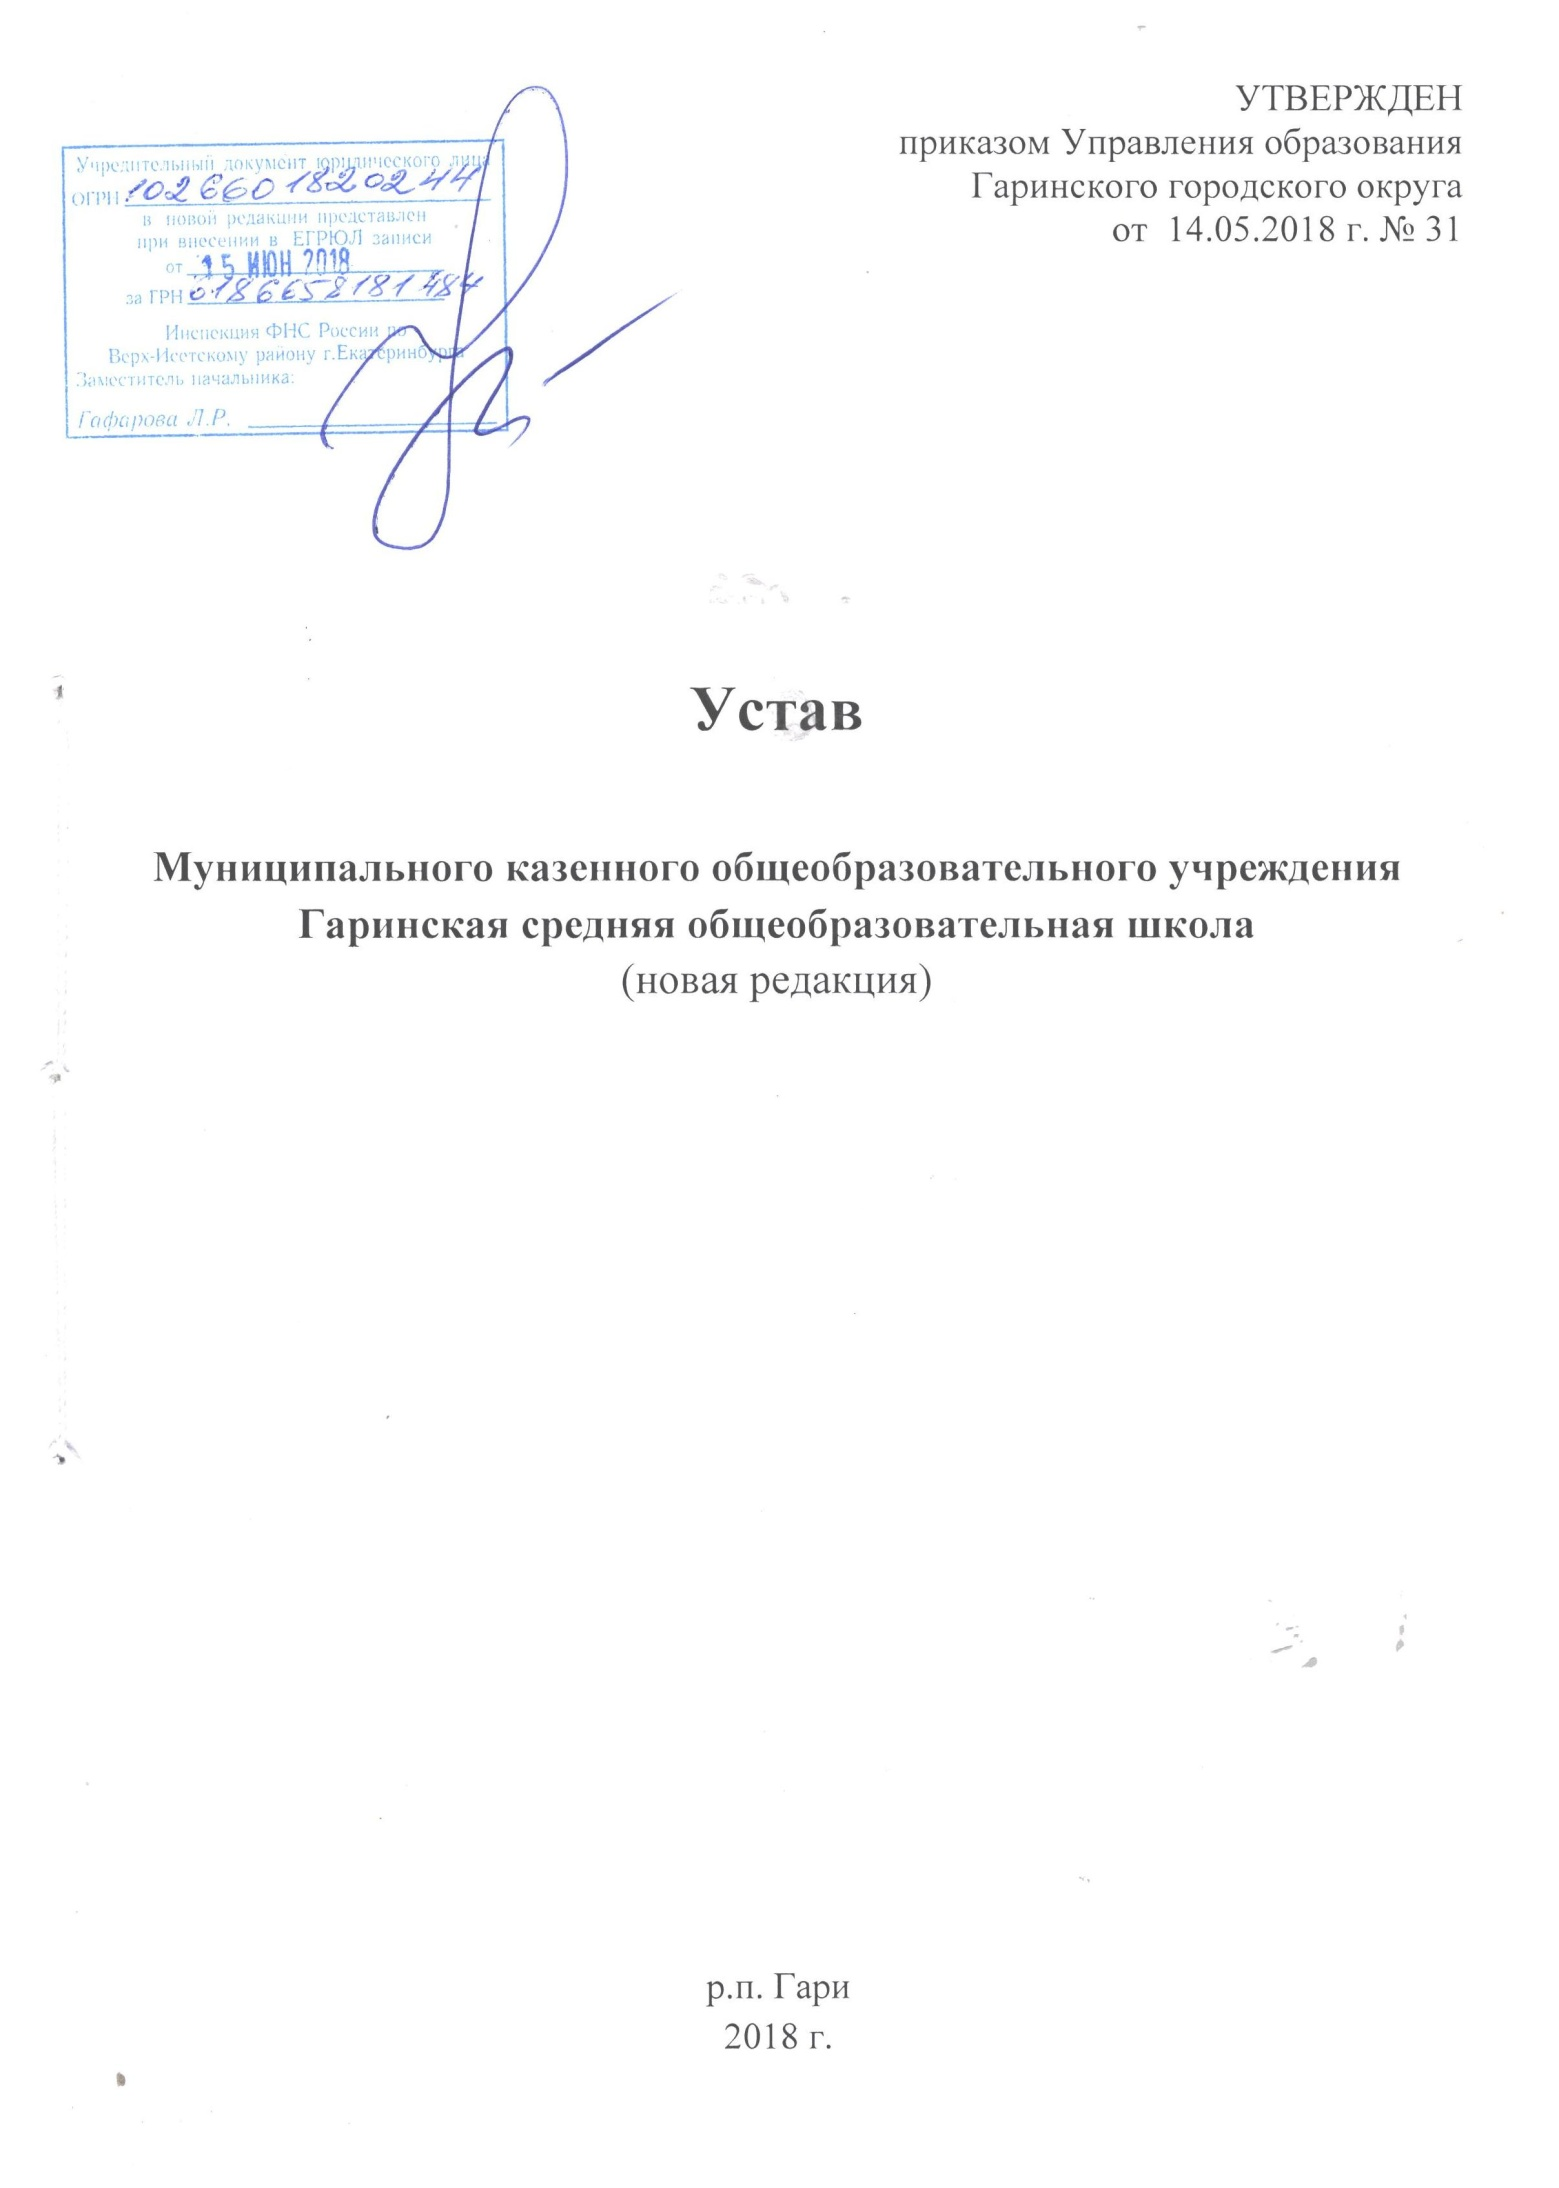 УТВЕРЖДЕН
приказом Управления образования
Гаринского городского округа
от 14.05.2018 г. № 31
Учредительный документ юридического лица
ОГРН 1026601820244
в новой редакции представлен
при внесении в ЕГРЮЛ записи
от 15 ИЮН 2018
за ГРН 6186658181484
Инспекция ФНС России по
Верх-Исетскому району г.Екатеринбурга
Заместитель начальника:
Гафарова Л.Р.
Устав
Муниципального казенного общеобразовательного учреждения
Гаринская средняя общеобразовательная школа
(новая редакция)
р.п. Гари
2018 г.